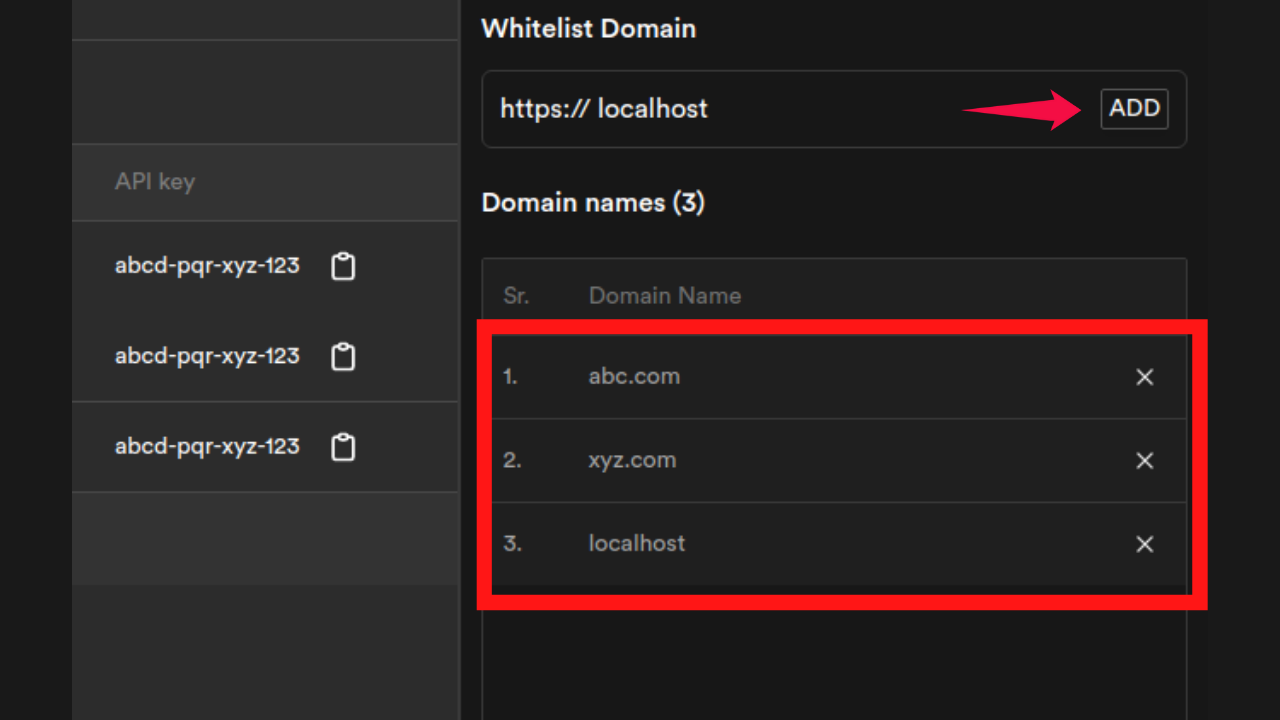 Whitelist Domain
https:// localhost
ADD
Domain names (3)
API key
abcd-pqr-xyz-123
abcd-pqr-xyz-123
abcd-pqr-xyz-123
Sr. Domain Name
1. abc.com
2. xyz.com
3. localhost